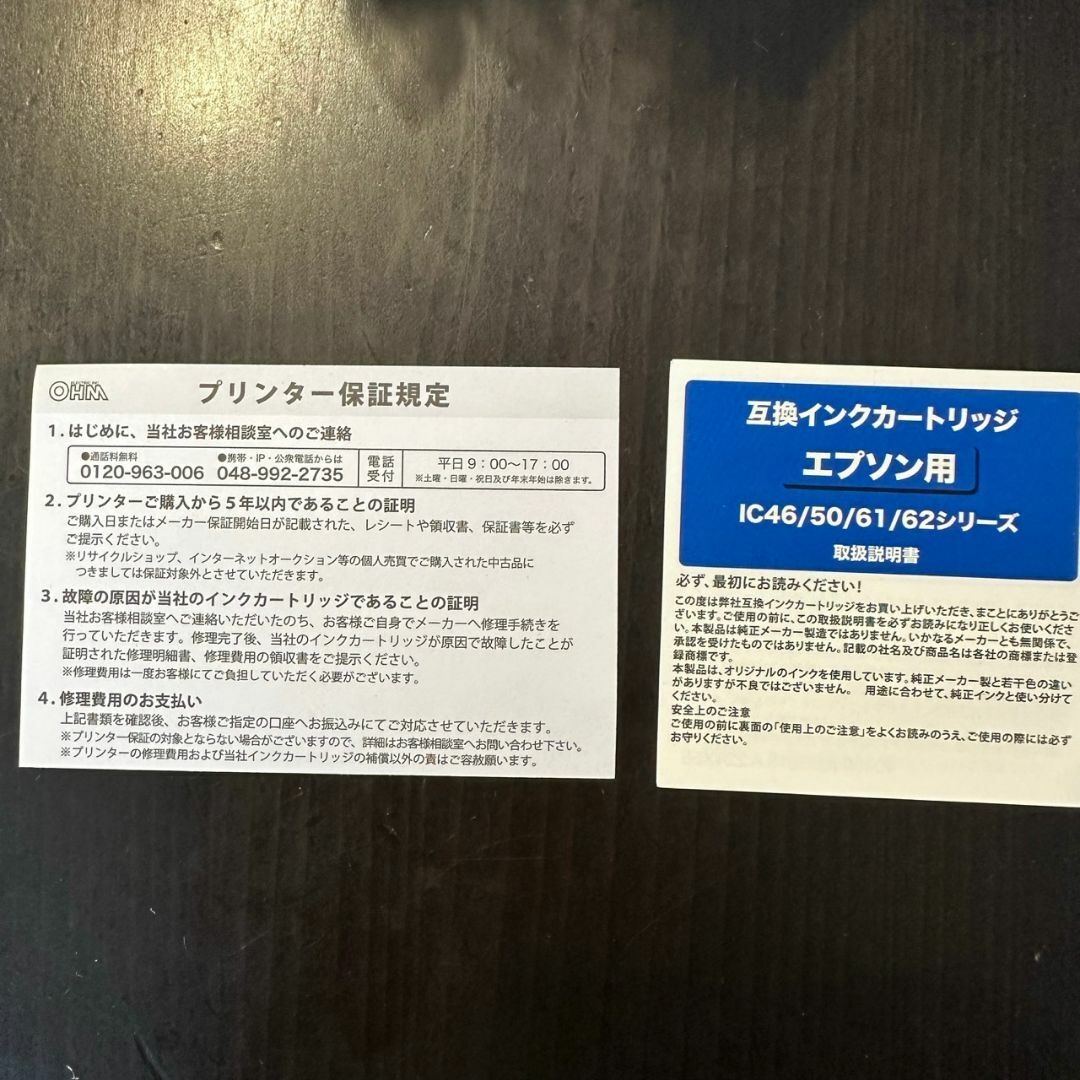 ELECTRIC INC.
OHM
プリンター保証規定
1.はじめに、当社お客様相談室へのご連絡
●通話料無料
0120-963-006
●携帯・IP・公衆電話からは
048-992-2735
電話
受付
平日9:00〜17:00
※土曜・日曜・祝日及び年末年始は除きます。
2.プリンターご購入から5年以内であることの証明
ご購入日またはメーカー保証開始日が記載された、レシートや領収書、保証書等を必ず
ご提示ください。
※リサイクルショップ、インターネットオークション等の個人売買でご購入された中古品に
つきましては保証対象外とさせていただきます。
3.故障の原因が当社のインクカートリッジであることの証明
当社お客様相談室へご連絡いただいたのち、お客様ご自身でメーカーへ修理手続きを
行っていただきます。修理完了後、当社のインクカートリッジが原因で故障したことが
証明された修理明細書、修理費用の領収書をご提示ください。
※修理費用は一度お客様にてご負担していただく必要がございます。
4.修理費用のお支払い
上記書類を確認後、お客様ご指定の口座へお振込みにてご対応させていただきます。
※プリンター保証の対象とならない場合がございますので、詳細はお客様相談室へお問い合わせ下さい。
※プリンターの修理費用および当社インクカートリッジの補償以外の責はご容赦願います。
互換インクカートリッジ
エプソン用
IC46/50/61/62シリーズ
取扱説明書
必ず、最初にお読みください!
この度は弊社互換インクカートリッジをお買い上げいただき、まことにありがとうご
ざいます。ご使用の前に、この取扱説明書を必ずお読みになり正しくお使いくださ
い。本製品は純正メーカー製造ではありません。いかなるメーカーとも無関係で、
承認を受けたものではありません。記載の社名及び商品名は各社の商標または登
録商標です。
本製品は、オリジナルのインクを使用しています。純正メーカー製と若干色の違い
がありますが不良ではございません。 用途に合わせて、純正インクと使い分けて
ください。
安全上のご注意
ご使用の前に裏面の「使用上のご注意」をよくお読みのうえ、ご使用の際には必ず
お守りください。